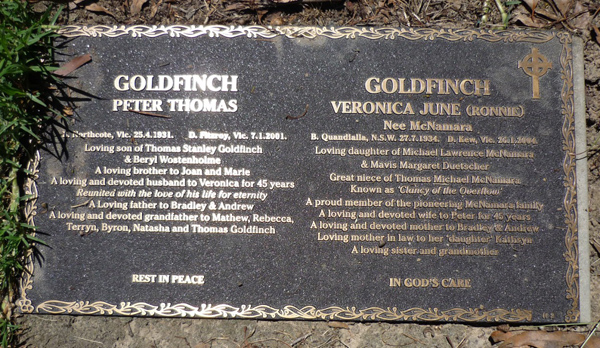 GOLDFINCH
PETER THOMAS
Northcote, Vic. 25.4.1931. D. Fitzroy, Vic. 7.1.2001.
Loving son of Thomas Stanley Goldfinch
& Beryl Wostenholme
A loving brother to Joan and Marie
A loving and devoted husband to Veronica for 45 years
Reunited with the love of his life for eternity
A Loving father to Bradley & Andrew
A loving and devoted grandfather to Mathew, Rebecca,
Terryn, Byron, Natasha and Thomas Goldfinch
REST IN PEACE
GOLDFINCH
VERONICA JUNE (RONNIE)
Nee McNamara
B. Quandialla, N.S.W. 27.7.1934. D. Kew, Vic.
Loving daughter of Michael Lawrence McNamara
& Mavis Margaret Duetscher
Great niece of Thomas Michael McNamara
Known as 'Clancy of the Overflow'
A proud member of the pioneering McNamara family
A loving and devoted wife to Peter for 45 years
A loving and devoted mother to Bradley & Andrew
Loving mother in law to her "daughter" Kathryn
A loving sister and grandmother
IN GOD'S CARE